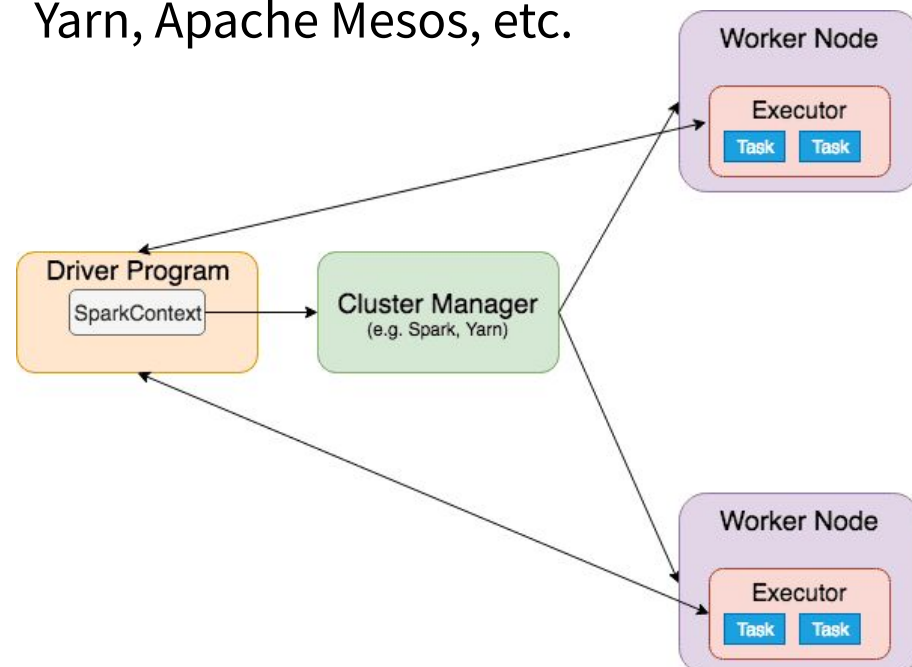 Yarn, Apache Mesos, etc.
Worker Node
Executor
Task Task
Driver Program
SparkContext
Cluster Manager
(e.g. Spark, Yarn)
Worker Node
Executor
Task Task